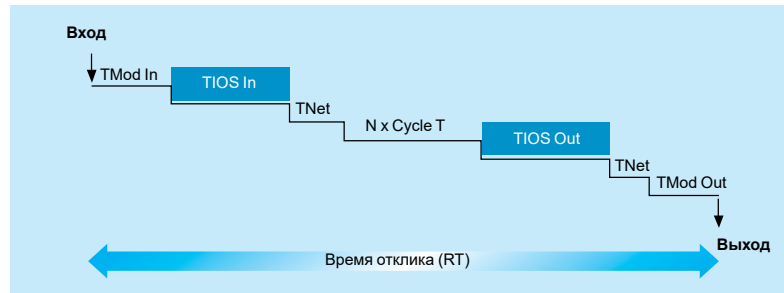 Вход
TMod In
TIOS In
TNet
N x Cycle T
TIOS Out
TNet
TMod Out
Выход
Время отклика (RT)